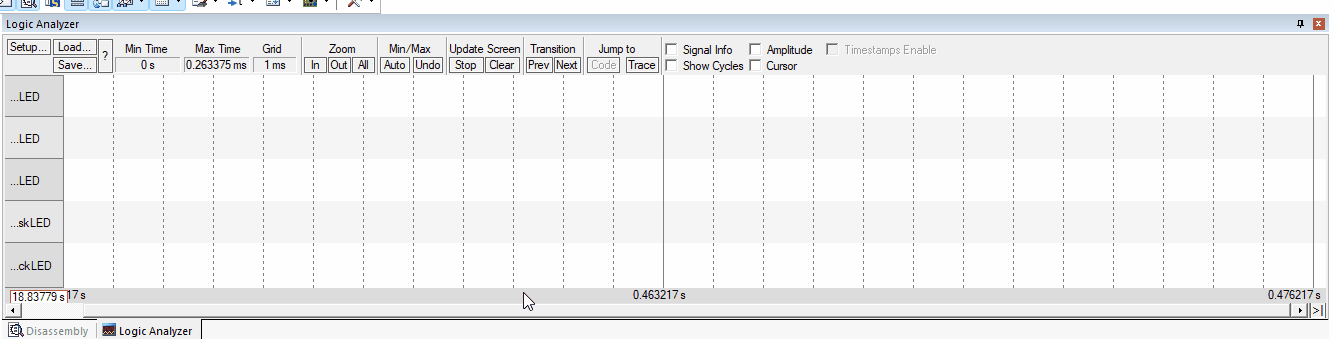 Logic Analyzer
Setup... Load... ? Min Time Max Time Grid Zoom Min/Max Update Screen Transition Jump to Signal Info Amplitude Timestamps Enable
Save... 0 s 0.263375 ms 1 ms In Out All Auto Undo Stop Clear Prev Next Code Trace Show Cycles Cursor
...LED
...LED
...LED
...skLED
...ckLED
18.83779 s 17 s 0.463217 s 0.476217 s
Disassembly Logic Analyzer